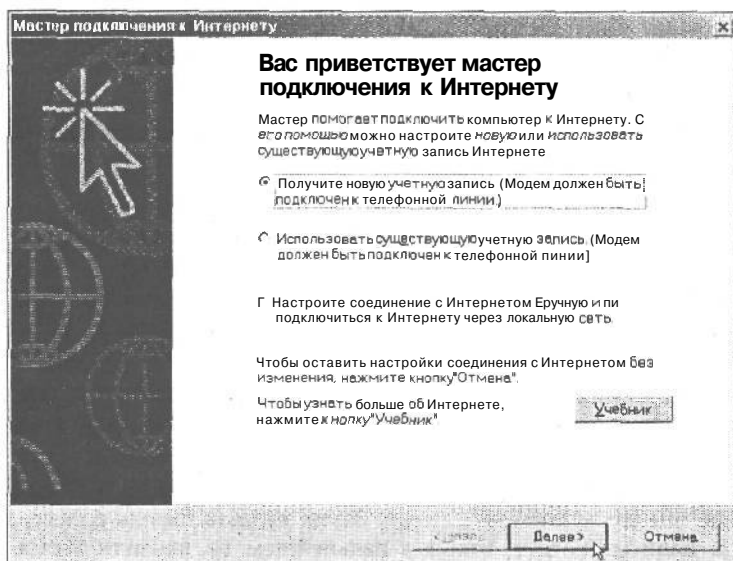 Мастер подключения к Интернету
Вас приветствует мастер
подключения к Интернету
Мастер помогает подключить компьютер к Интернету. С
его помощью можно настроите новую или использовать
существующую учетную запись Интернете
Получите новую учетную запись (Модем должен быть
подключен к телефонной линии.)
Использовать существующую учетную запись. (Модем
должен быть подключен к телефонной пинии]
Г Настроите соединение с Интернетом Еручную и пи
подключиться к Интернету через локальную сеть.
Чтобы оставить настройки соединения с Интернетом без
изменения, нажмите кнопку "Отмена".
Чтобы узнать больше об Интернете,
нажмите кнопку "Учебник"
Учебник
Далее>
Отмена